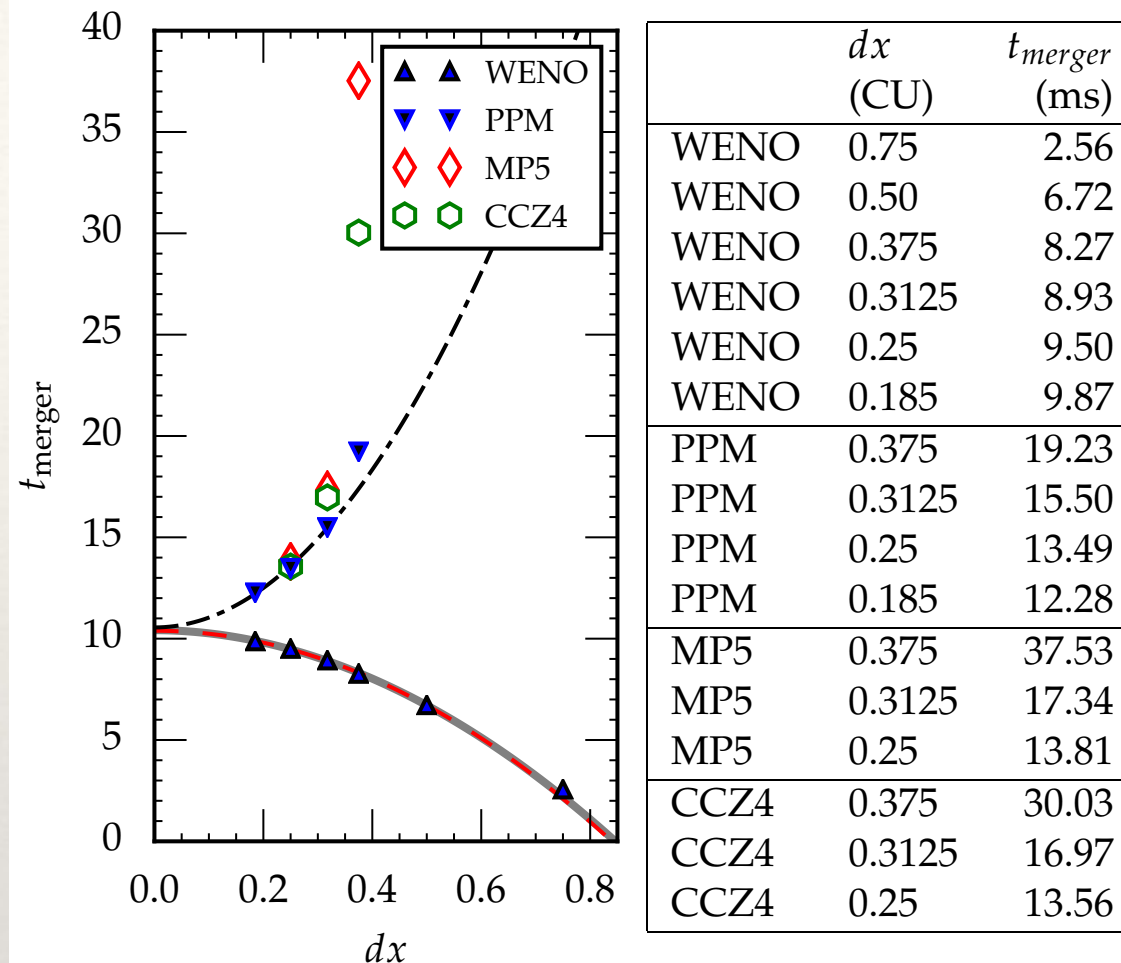 40
35
30
25
20
15
10
5
0
t_merger
0.0 0.2 0.4 0.6 0.8
dx
WENO
PPM
MP5
CCZ4
dx t_merger
(CU) (ms)
WENO 0.75 2.56
WENO 0.50 6.72
WENO 0.375 8.27
WENO 0.3125 8.93
WENO 0.25 9.50
WENO 0.185 9.87
PPM 0.375 19.23
PPM 0.3125 15.50
PPM 0.25 13.49
PPM 0.185 12.28
MP5 0.375 37.53
MP5 0.3125 17.34
MP5 0.25 13.81
CCZ4 0.375 30.03
CCZ4 0.3125 16.97
CCZ4 0.25 13.56